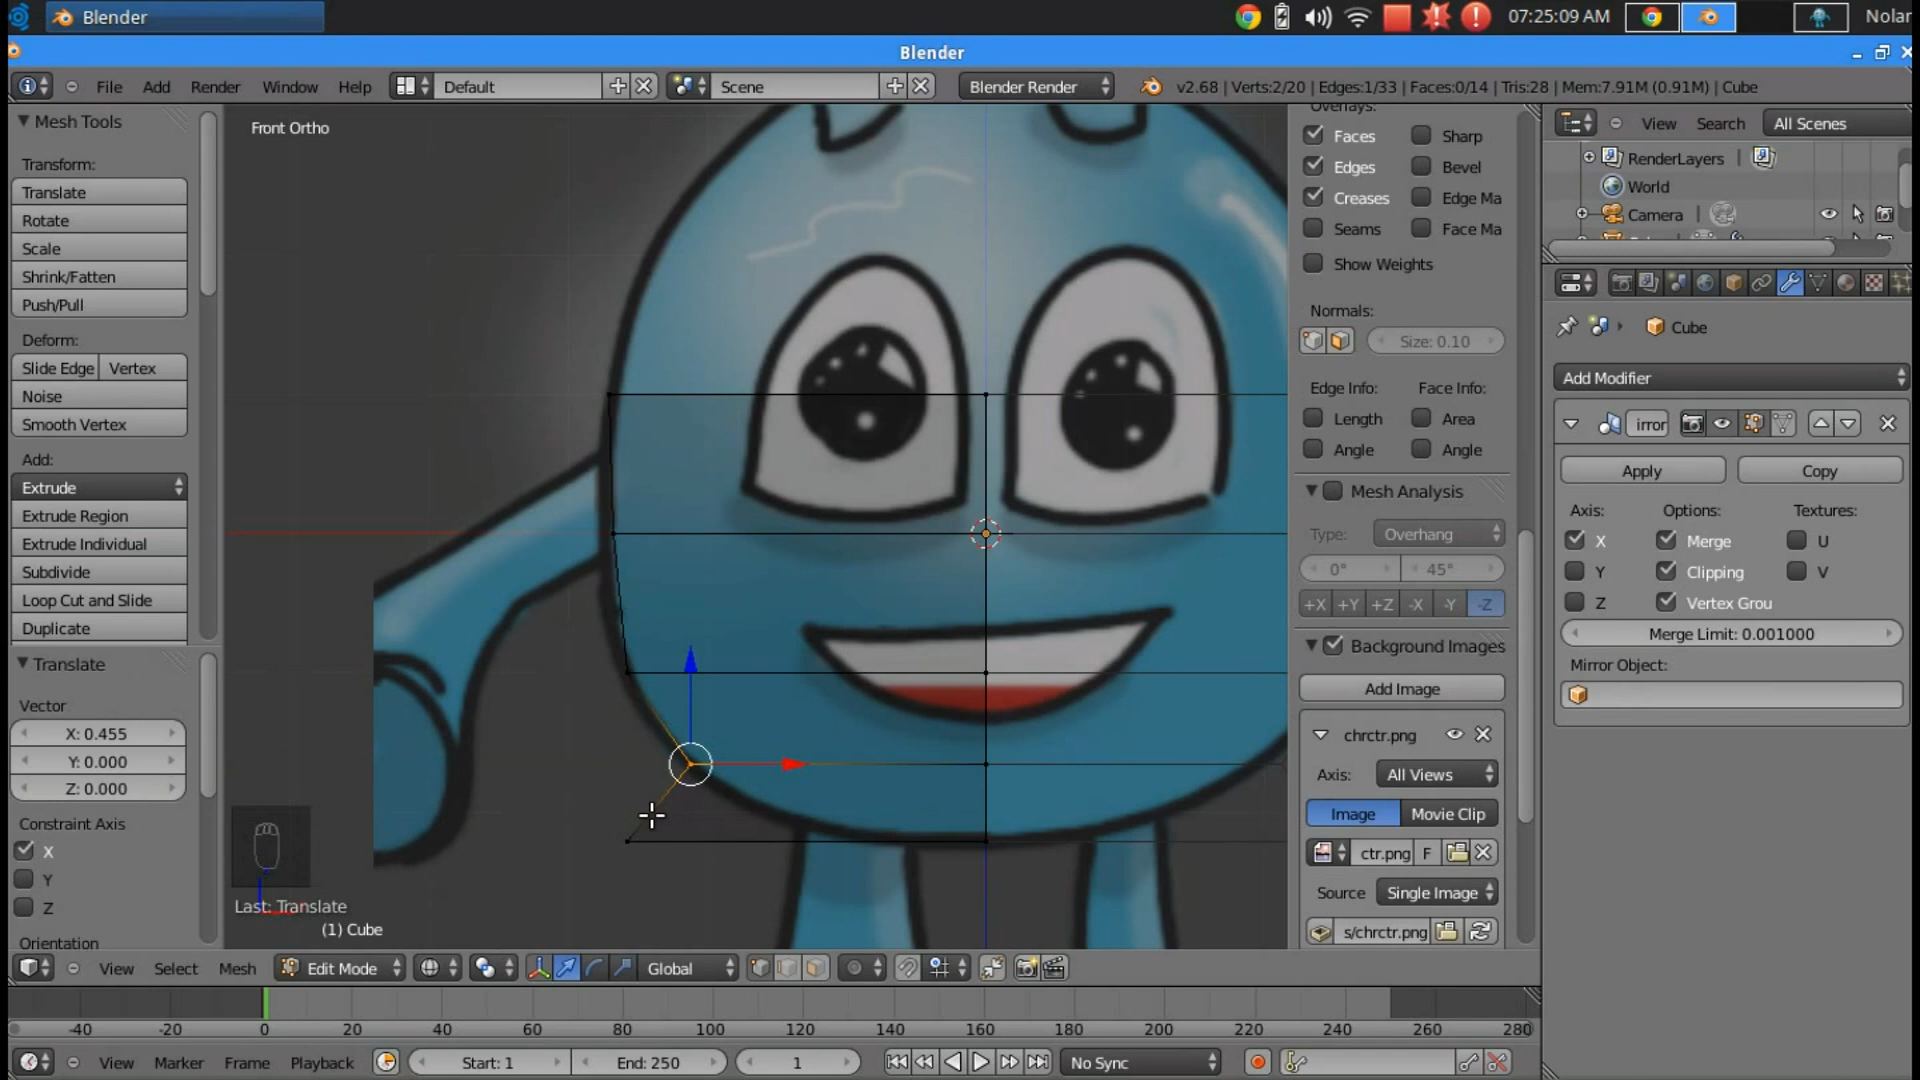 Blender
07:25:09 AM
Nolar
Blender
File Add Render Window Help Default Scene Blender Render v2.68 | Verts:2/20 | Edges:1/33 | Faces:0/14 | Tris:28 | Mem:7.91M (0.91M) | Cube
Mesh Tools
Transform:
Translate
Rotate
Scale
Shrink/Fatten
Push/Pull
Deform:
Slide Edge Vertex
Noise
Smooth Vertex
Add:
Extrude
Extrude Region
Extrude Individual
Subdivide
Loop Cut and Slide
Duplicate
Translate
Vector
X: 0.455
Y: 0.000
Z: 0.000
Constraint Axis
X
Y
Z
Orientation
Front Ortho
Last: Translate
(1) Cube
Overlays:
Faces Sharp
Edges Bevel
Creases Edge Ma
Seams Face Ma
Show Weights
Normals:
Size: 0.10
Edge Info: Face Info:
Length Area
Angle Angle
Mesh Analysis
Type: Overhang
0° 45°
+X +Y +Z -X -Y -Z
Background Images
Add Image
chrctr.png
Axis: All Views
Image Movie Clip
ctr.png F
Source Single Image
s/chrctr.png
View Search All Scenes
RenderLayers |
World
Camera |
Cube
Add Modifier
irror
Apply Copy
Axis: Options: Textures:
X Merge U
Y Clipping V
Z Vertex Grou
Merge Limit: 0.001000
Mirror Object:
View Select Mesh Edit Mode Global
-40 -20 0 20 40 60 80 100 120 140 160 180 200 220 240 260 280
View Marker Frame Playback Start: 1 End: 250 1 No Sync